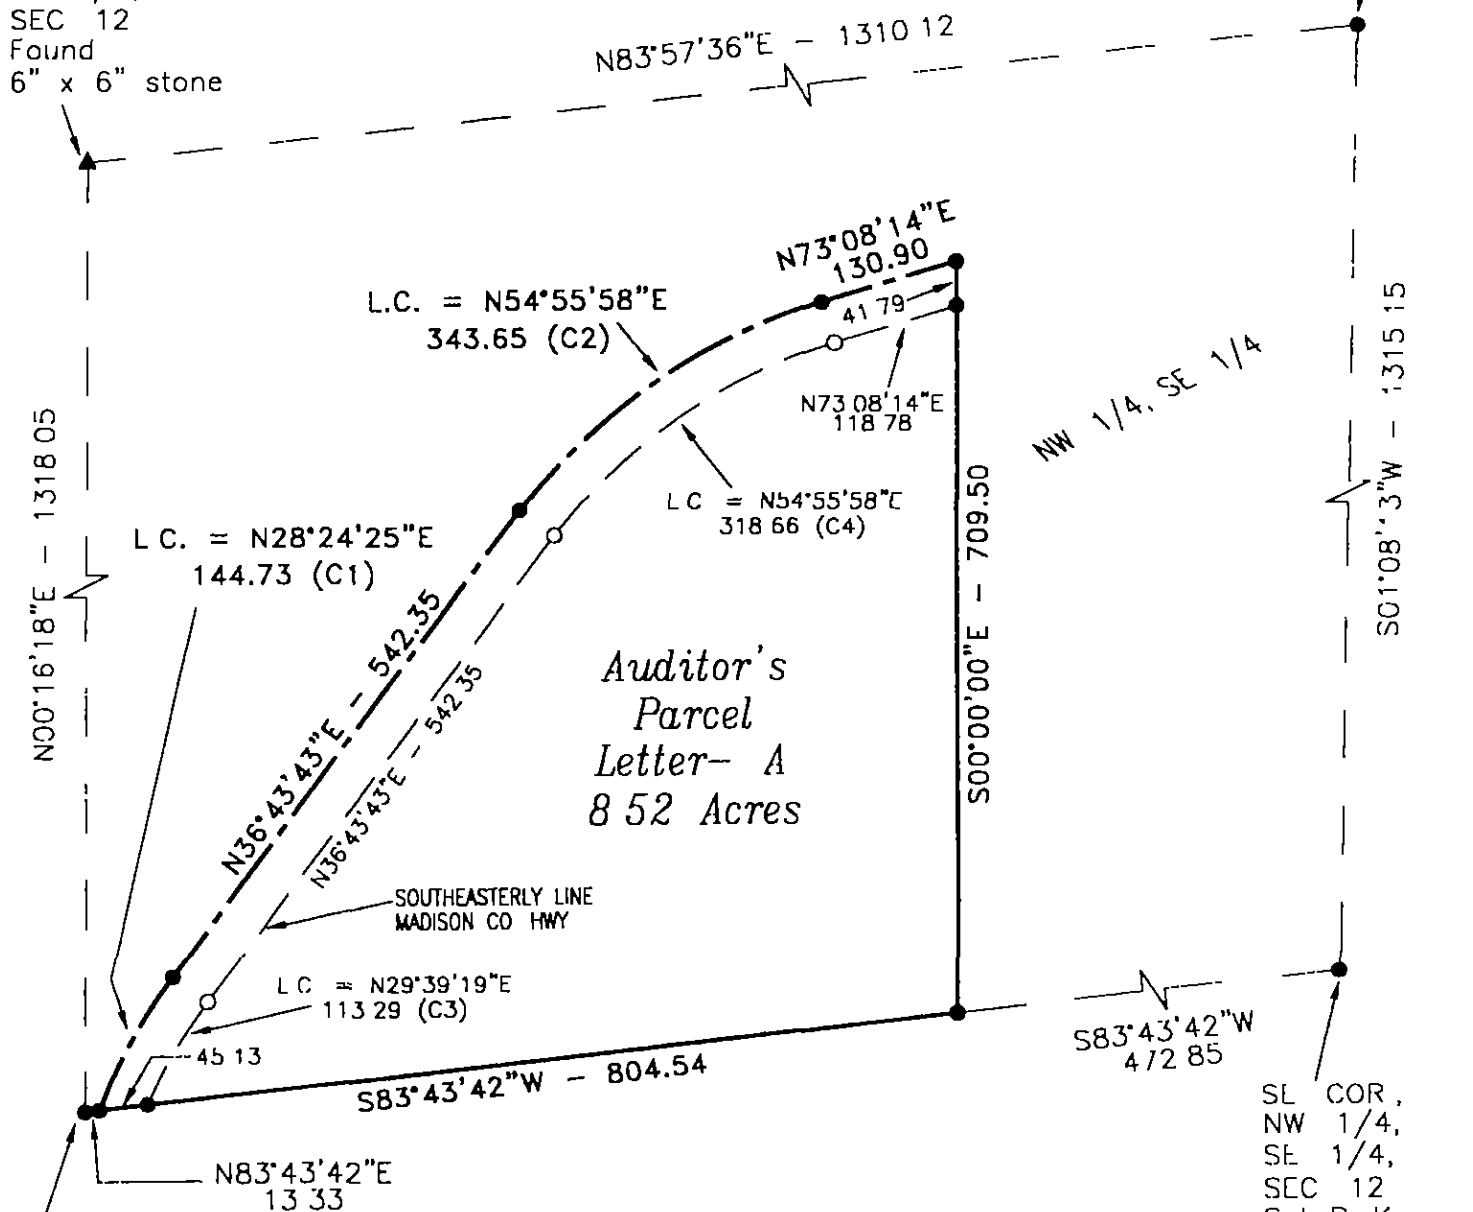 SEC 12
Found
6" x 6" stone
N83°57'36"E - 1310 12
N73°08'14"E
130.90
L.C. = N54°55'58"E
343.65 (C2)
41 79
N73 08'14"E
118 78
NW 1/4, SE 1/4
L C = N54°55'58"E
318 66 (C4)
L C. = N28°24'25"E
144.73 (C1)
N00°16'18"E - 1318 05
S00°00'00"E - 709.50
1315 15
N36°43'43"E - 542.35
N36°43'43"E - 542 35
Auditor's
Parcel
Letter- A
8 52 Acres
SOUTHEASTERLY LINE
MADISON CO HWY
L C = N29°39'19"E
113 29 (C3)
45 13
S83°43'42"W - 804.54
S83°43'42"W
472 85
N83°43'42"E
13 33
COR,
NW 1/4,
1/4,
SEC 12